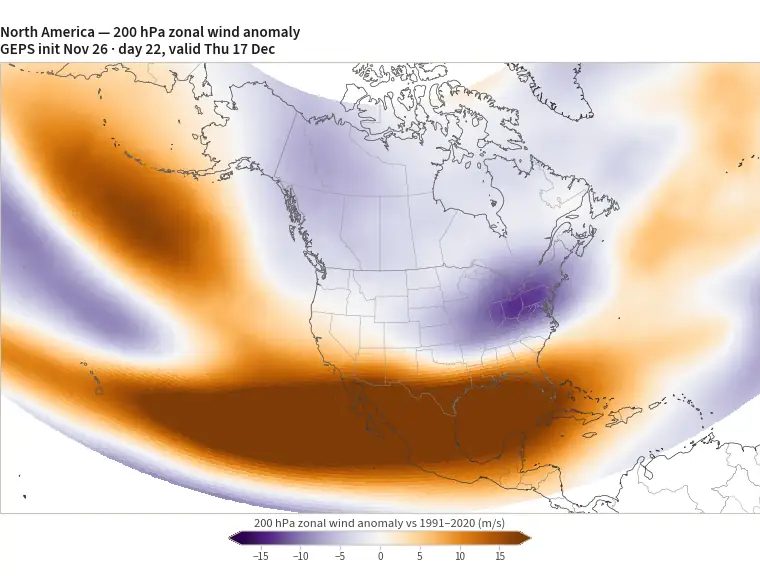 North America — 200 hPa zonal wind anomaly
GEPS init Nov 26 · day 22, valid Thu 17 Dec
200 hPa zonal wind anomaly vs 1991–2020 (m/s)
−15 −10 −5 0 5 10 15